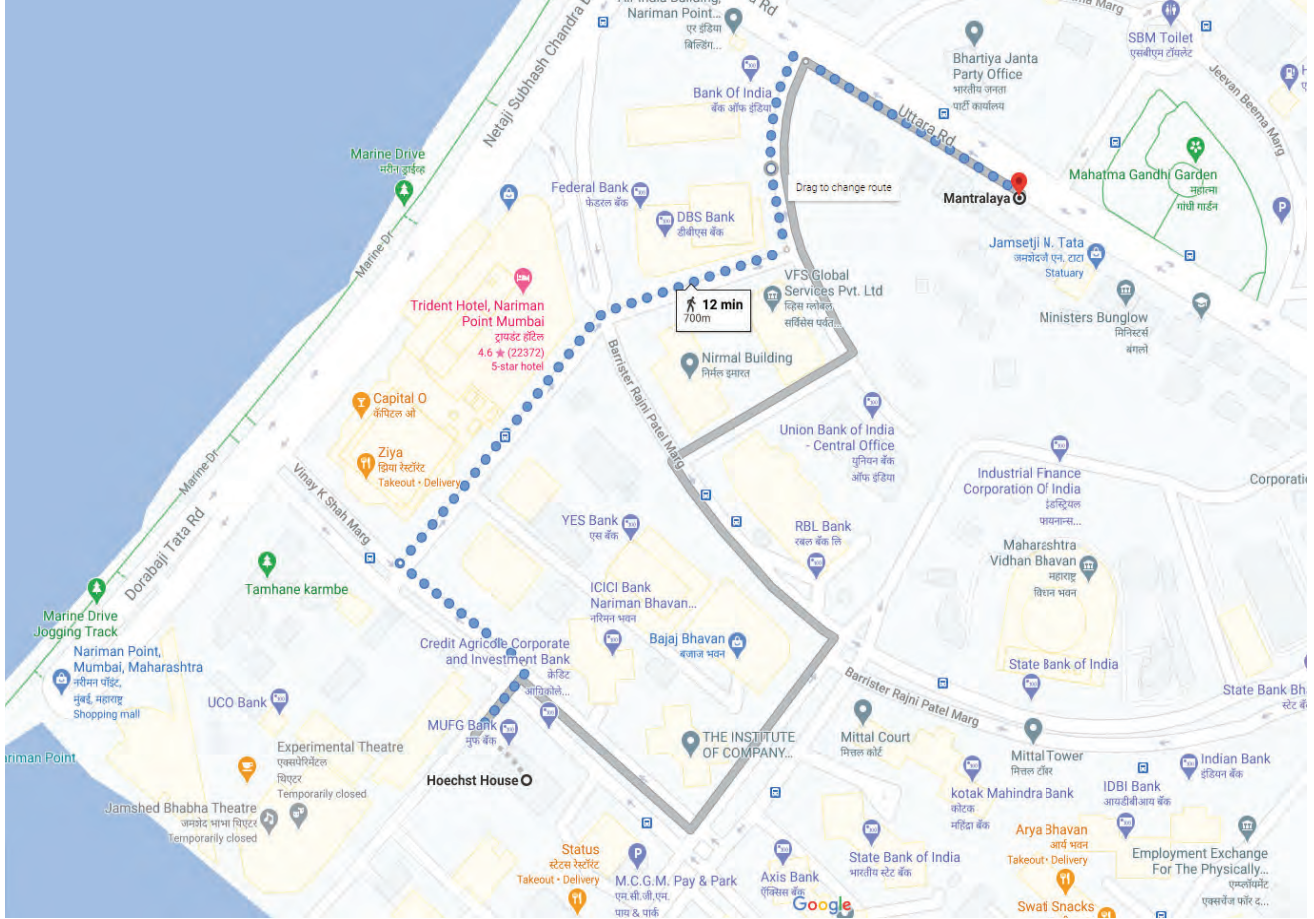 Nariman Point...
एर इंडिया
बिल्डिंग...
Rd
Marg
SBM Toilet
एसबीएम टॉयलेट
Bhartiya Janta
Party Office
भारतीय जनता
पार्टी कार्यालय
Jeevan Beema Marg
Netaji Subhash Chandra
Bank Of India
बँक ऑफ इंडिया
Uttara Rd
Marine Drive
मरीन ड्राईव्ह
Mahatma Gandhi Garden
महात्मा
गांधी गार्डन
Federal Bank
फेडरल बँक
Drag to change route
Mantralaya
DBS Bank
डीबीएस बँक
Marine Dr
Jamsetji N. Tata
जमशेदजी एन. टाटा
Statuary
VFS Global
Services Pvt. Ltd
व्हिस ग्लोबल
सर्विसेस पर्वत...
Trident Hotel, Nariman
Point Mumbai
ट्रायडंट हॉटेल
4.6 ★ (22372)
5-star hotel
12 min
700m
Ninisters Bunglow
मिनिस्टर्स
बंगलो
Barrister Rajni Patel Marg
Nirmal Building
निर्मल इमारत
Capital O
कॅपिटल ओ
Union Bank of India
- Central Office
युनियन बँक
ऑफ इंडिया
Ziya
झिया रेस्टॉरंट
Takeout • Delivery
Marine Dr
Vinay K Shah Marg
Industrial Finance
Corporation Of India
इंडस्ट्रियल
फायनान्स...
Corporati
Dorabaji Tata Rd
YES Bank
एस बँक
RBL Bank
रबल बँक लि
Maharashtra
Vidhan Bhavan
महाराष्ट्र
विधान भवन
Tamhane karmbe
ICICI Bank
Nariman Bhavan...
नरिमन भवन
Marine Drive
Jogging Track
Nariman Point,
Mumbai, Maharashtra
नरीमन पॉइंट,
मुंबई, महाराष्ट्र
Shopping mall
Credit Agricole Corporate
and Investment Bank
क्रेडिट
Bajaj Bhavan
बजाज भवन
State Bank of India
Barrister Rajni Patel Marg
State Bank Bh
UCO Bank
MUFG Bank
मुफ बँक
THE INSTITUTE
OF COMPANY...
Mittal Court
मित्तल कोर्ट
Mittal Tower
मित्तल टॉवर
Indian Bank
इंडियन बँक
riman Point
Experimental Theatre
एक्सपेरिमेंटल
थिएटर
Temporarily closed
Hoechst House
kotak Mahindra Bank
कोटक
महिंद्रा बँक
IDBI Bank
आयडीबीआय बँक
Jamshed Bhabha Theatre
जमशेद भाभा थिएटर
Temporarily closed
Arya Bhavan
आर्य भवन
Takeout • Delivery
Status
स्टेटस रेस्टॉरंट
Takeout • Delivery
State Bank of India
भारतीय स्टेट बँक
Employment Exchange
For The Physically...
एम्प्लॉयमेंट
एक्सचेंज फॉर द...
M.C.G.M. Pay & Park
एम.सी.जी.एम.
पाय & पार्क
Axis Bank
ऍक्सिस बँक
Google
Swati Snacks